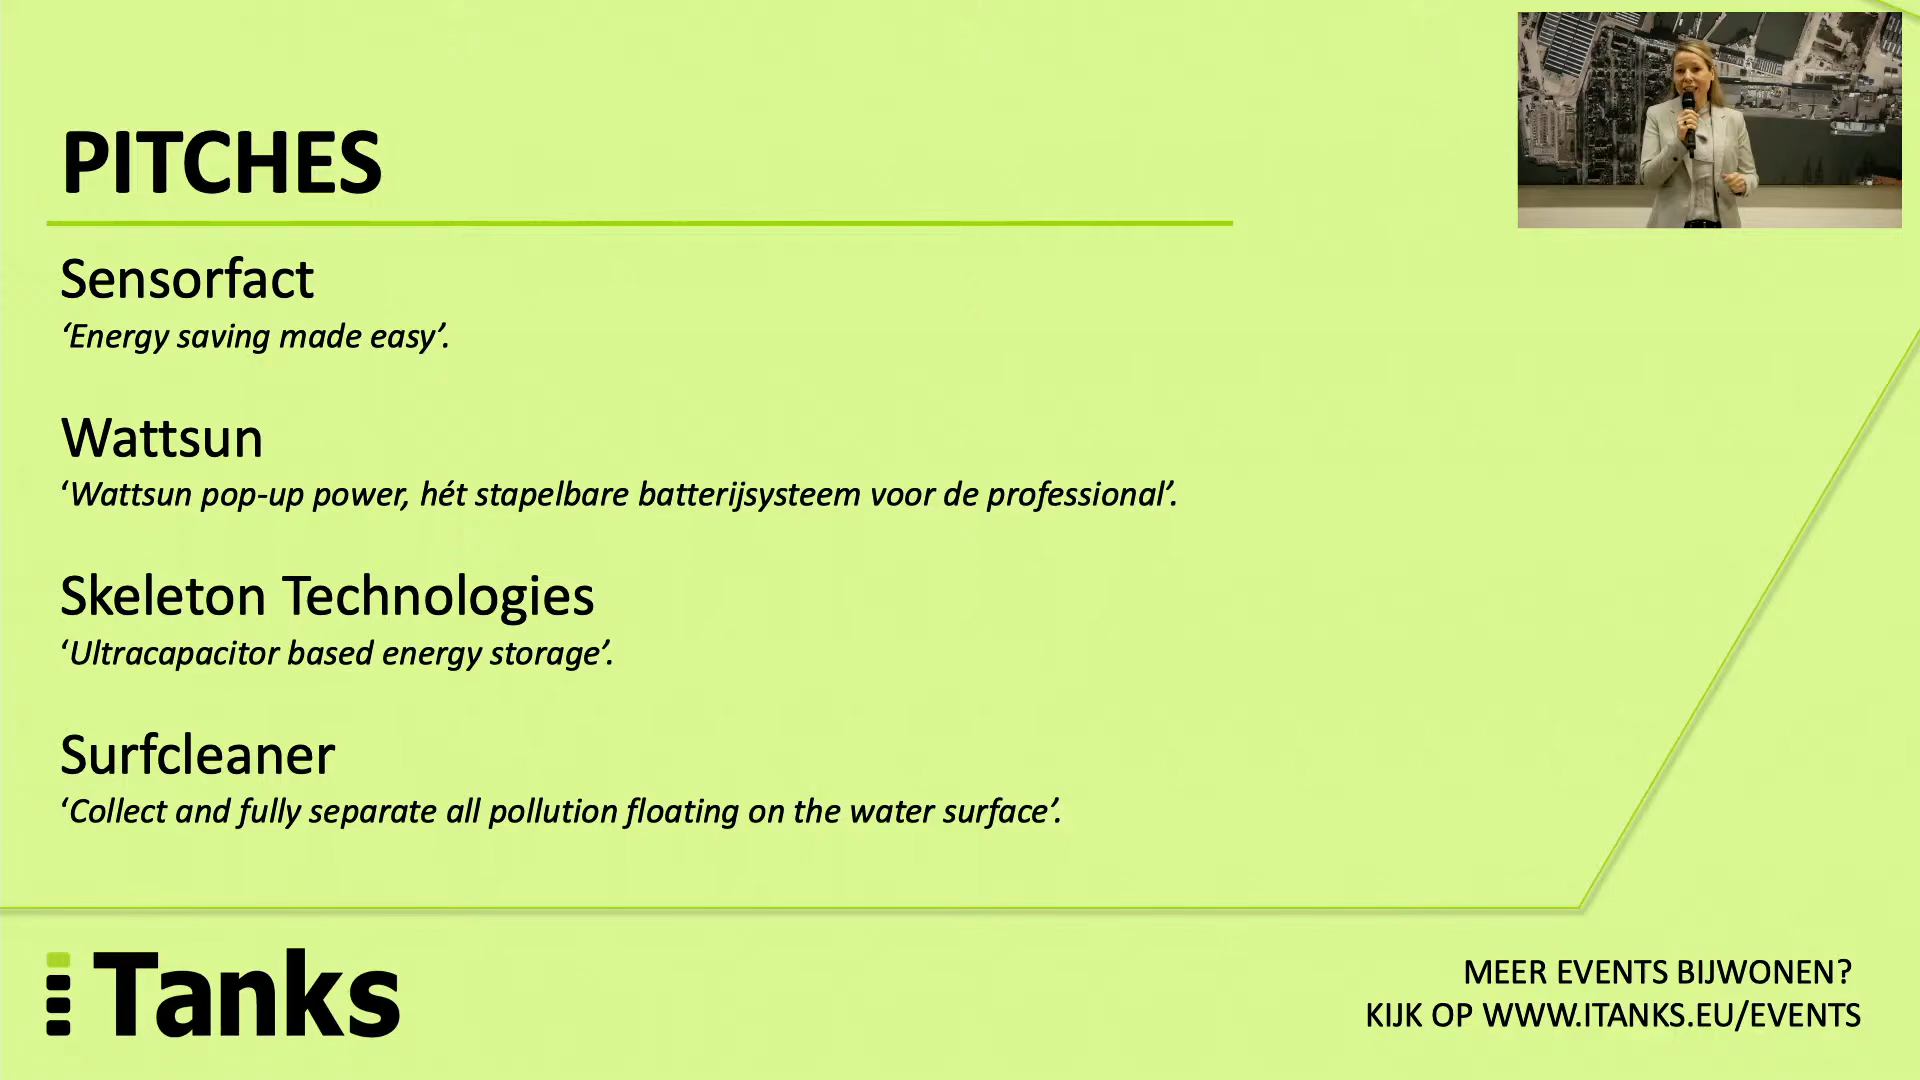 PITCHES
Sensorfact
‘Energy saving made easy’.
Wattsun
‘Wattsun pop-up power, hét stapelbare batterijsysteem voor de professional’.
Skeleton Technologies
‘Ultracapacitor based energy storage’.
Surfcleaner
‘Collect and fully separate all pollution floating on the water surface’.
iTanks
MEER EVENTS BIJWONEN?
KIJK OP WWW.ITANKS.EU/EVENTS